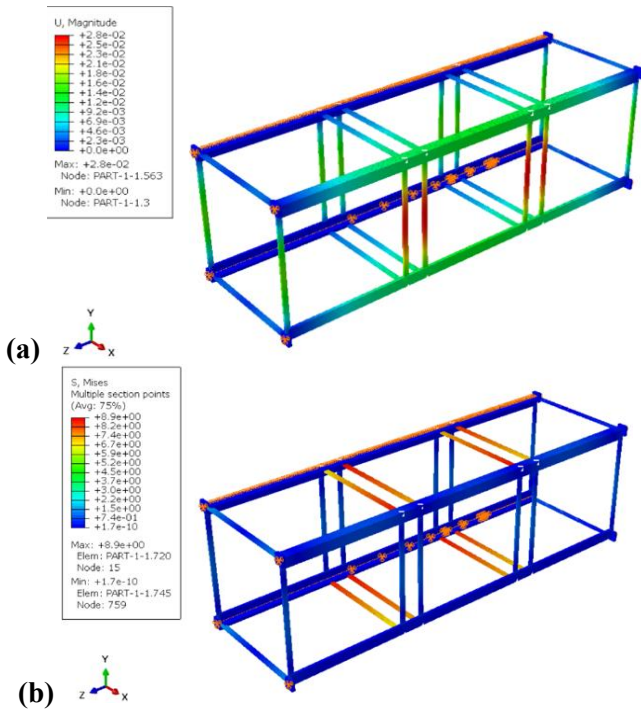 U, Magnitude
+2.8e-02
+2.5e-02
+2.3e-02
+2.1e-02
+1.8e-02
+1.6e-02
+1.4e-02
+1.2e-02
+9.2e-03
+6.9e-03
+4.6e-03
+2.3e-03
+0.0e+00
Max: +2.8e-02
Node: PART-1-1.563
Min: +0.0e+00
Node: PART-1-1.3
Y
Z
X
(a)
S, Mises
Multiple section points
(Avg: 75%)
+8.9e+00
+8.2e+00
+7.4e+00
+6.7e+00
+5.9e+00
+5.2e+00
+4.5e+00
+3.7e+00
+3.0e+00
+2.2e+00
+1.5e+00
+7.4e-01
+1.7e-10
Max: +8.9e+00
Elem: PART-1-1.720
Node: 15
Min: +1.7e-10
Elem: PART-1-1.745
Node: 759
Y
Z
X
(b)